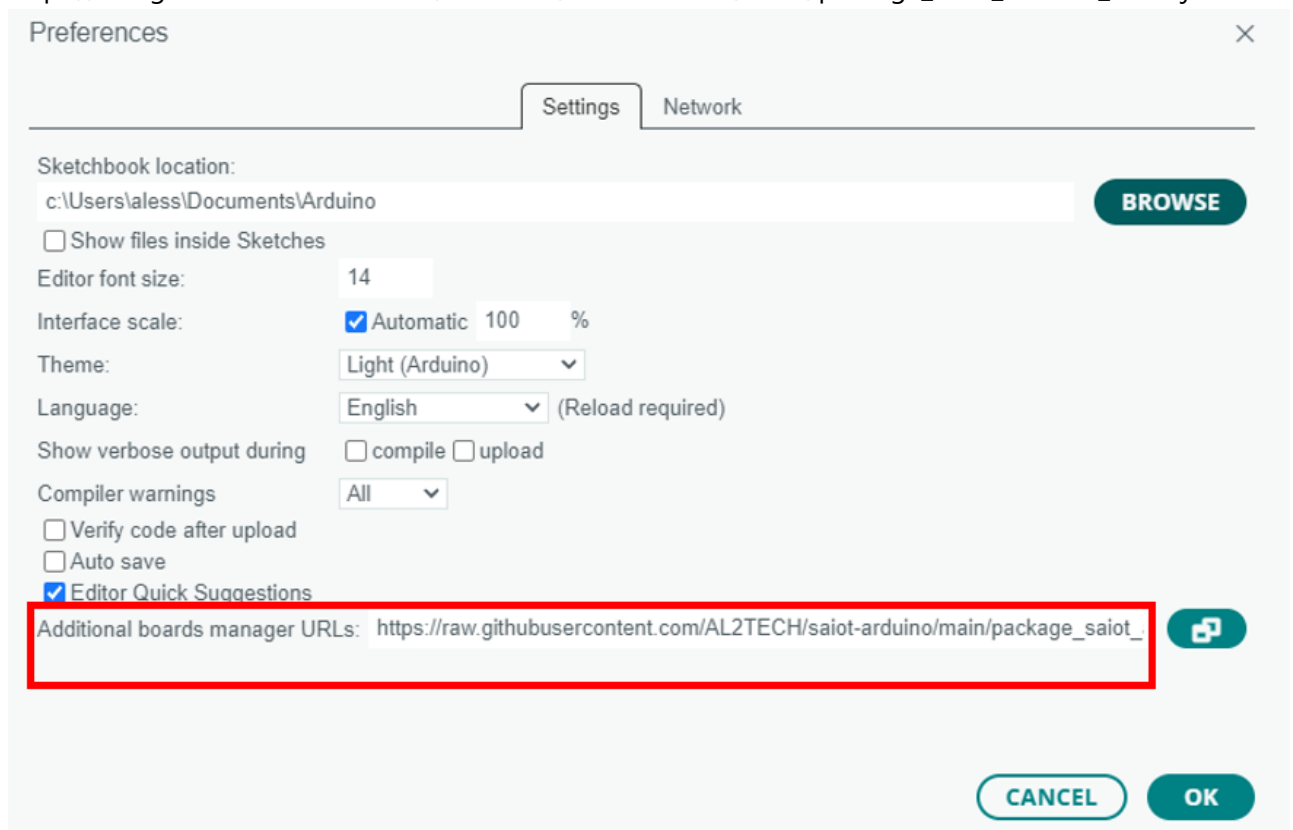 Preferences
Settings Network
Sketchbook location:
c:\Users\aless\Documents\Arduino BROWSE
Show files inside Sketches
Editor font size: 14
Interface scale: Automatic 100 %
Theme: Light (Arduino)
Language: English (Reload required)
Show verbose output during compile upload
Compiler warnings All
Verify code after upload
Auto save
Editor Quick Suggestions
Additional boards manager URLs: https://raw.githubusercontent.com/AL2TECH/saiot-arduino/main/package_saiot_
CANCEL OK